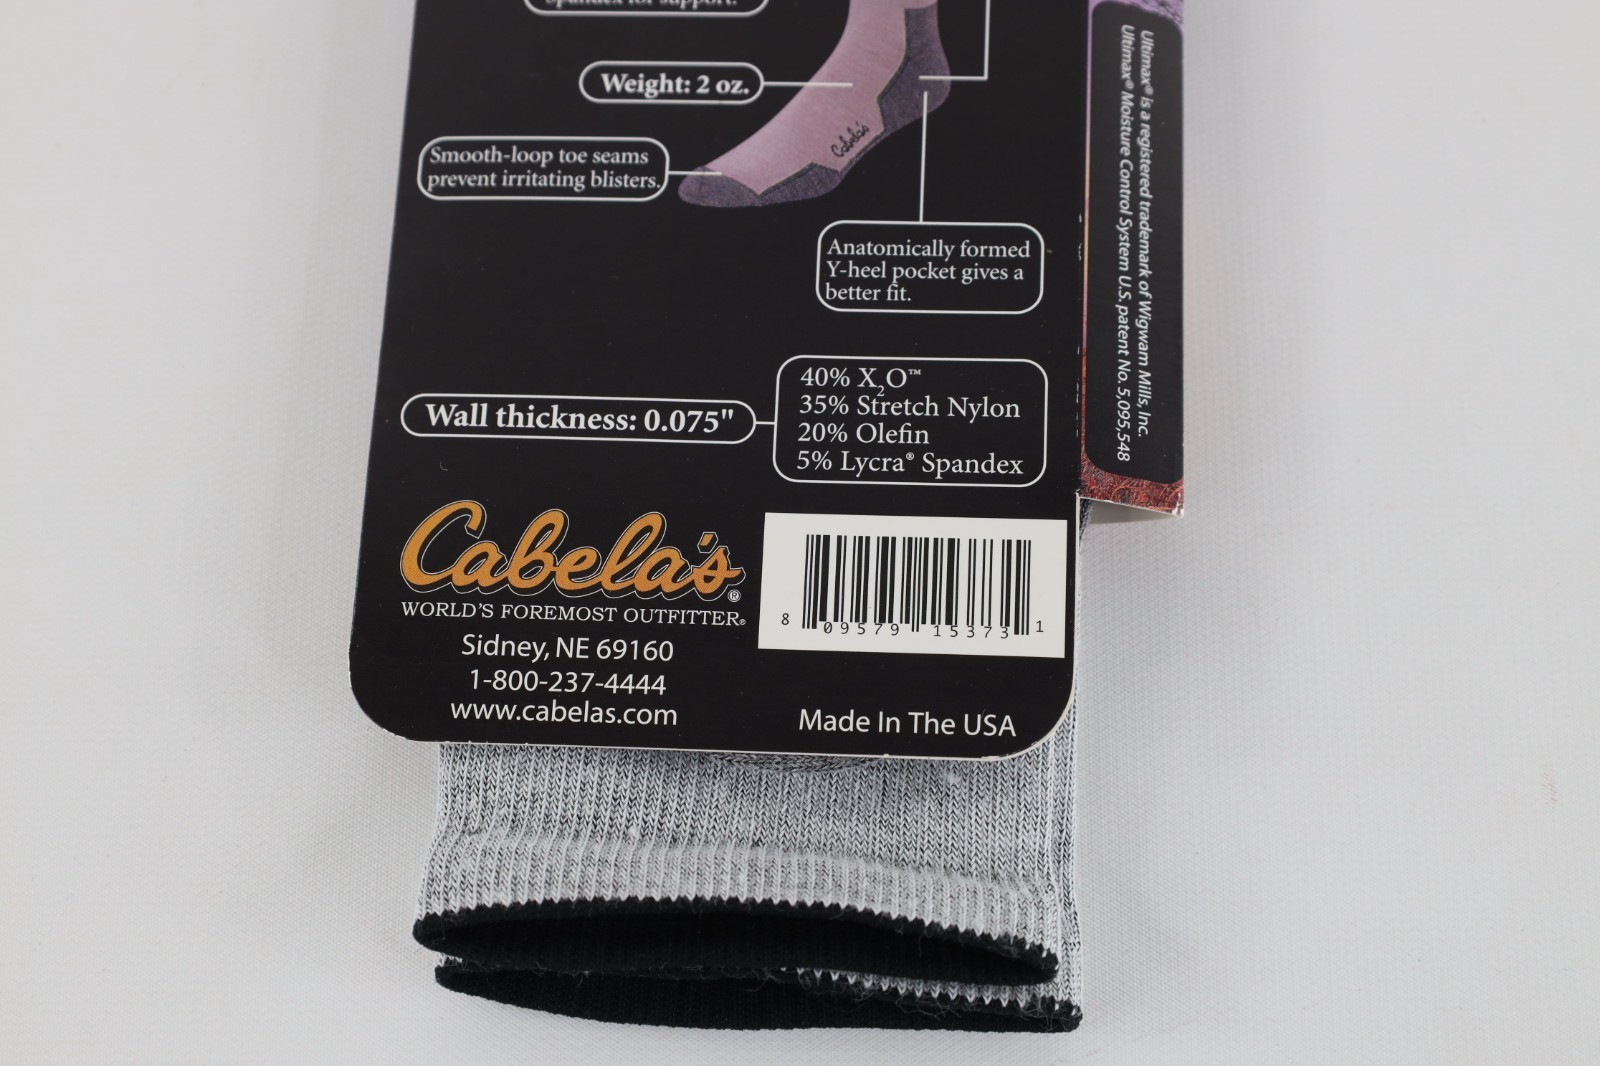 spandex for support.
Weight: 2 oz.
Cabela's
Smooth-loop toe seams
prevent irritating blisters.
Anatomically formed
Y-heel pocket gives a
better fit.
Wall thickness: 0.075"
40% X₂O™
35% Stretch Nylon
20% Olefin
5% Lycra® Spandex
Cabela's®
WORLD'S FOREMOST OUTFITTER®
Sidney, NE 69160
1-800-237-4444
www.cabelas.com
8 09579 15373 1
Made In The USA
Ultimax® is a registered trademark of Wigwam Mills, Inc.
Ultimax® Moisture Control System U.S. patent No. 5,095,548